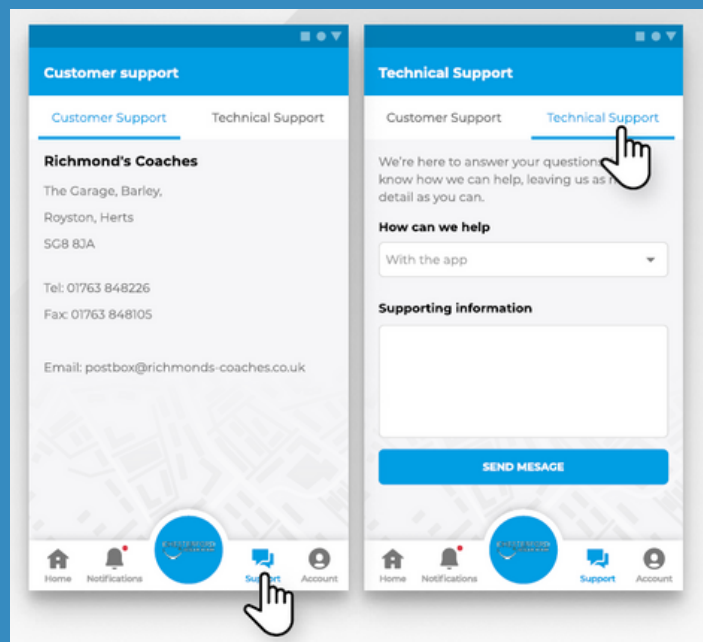 Customer support
Customer Support
Technical Support
Richmond's Coaches
The Garage, Barley,
Royston, Herts
SG8 8JA
Tel: 01763 848226
Fax: 01763 848105
Email: postbox@richmonds-coaches.co.uk
Home
Notifications
Support
Account
Technical Support
Customer Support
Technical Support
We're here to answer your questions
know how we can help, leaving us as
detail as you can.
How can we help
With the app
Supporting information
SEND MESAGE
Home
Notifications
Support
Account